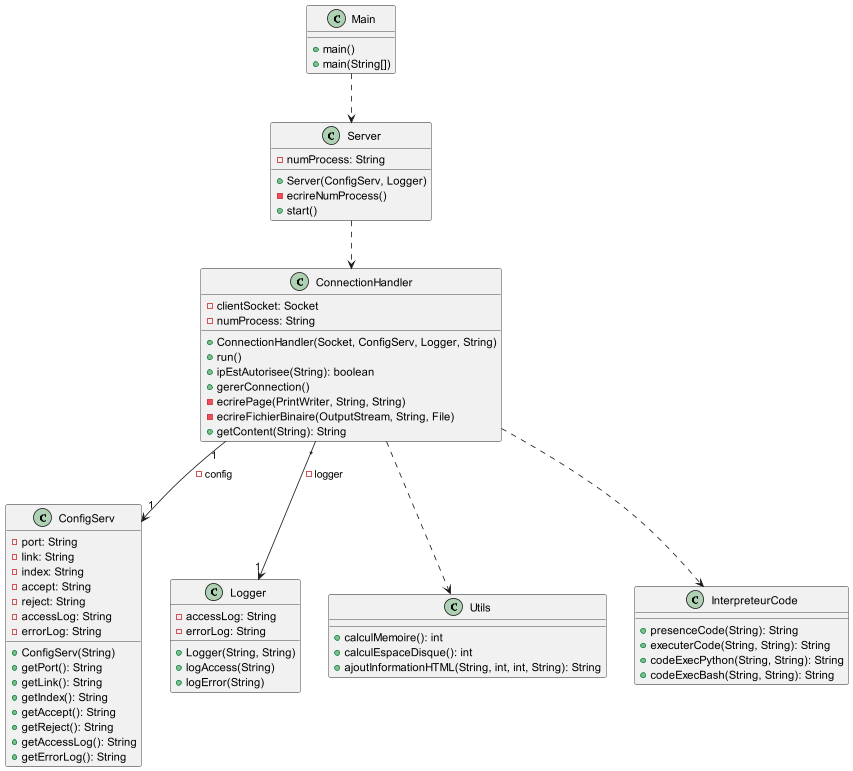 C Main
main()
main(String[])
C Server
numProcess: String
Server(ConfigServ, Logger)
ecrireNumProcess()
start()
C ConnectionHandler
clientSocket: Socket
numProcess: String
ConnectionHandler(Socket, ConfigServ, Logger, String)
run()
ipEstAutorisee(String): boolean
gererConnection()
ecrirePage(PrintWriter, String, String)
ecrireFichierBinaire(OutputStream, String, File)
getContent(String): String
1
config
1
*
logger
1
C ConfigServ
port: String
link: String
index: String
accept: String
reject: String
accessLog: String
errorLog: String
ConfigServ(String)
getPort(): String
getLink(): String
getIndex(): String
getAccept(): String
getReject(): String
getAccessLog(): String
getErrorLog(): String
C Logger
accessLog: String
errorLog: String
Logger(String, String)
logAccess(String)
logError(String)
C Utils
calculMemoire(): int
calculEspaceDisque(): int
ajoutInformationHTML(String, int, int, String): String
C InterpreteurCode
presenceCode(String): String
executerCode(String, String): String
codeExecPython(String, String): String
codeExecBash(String, String): String